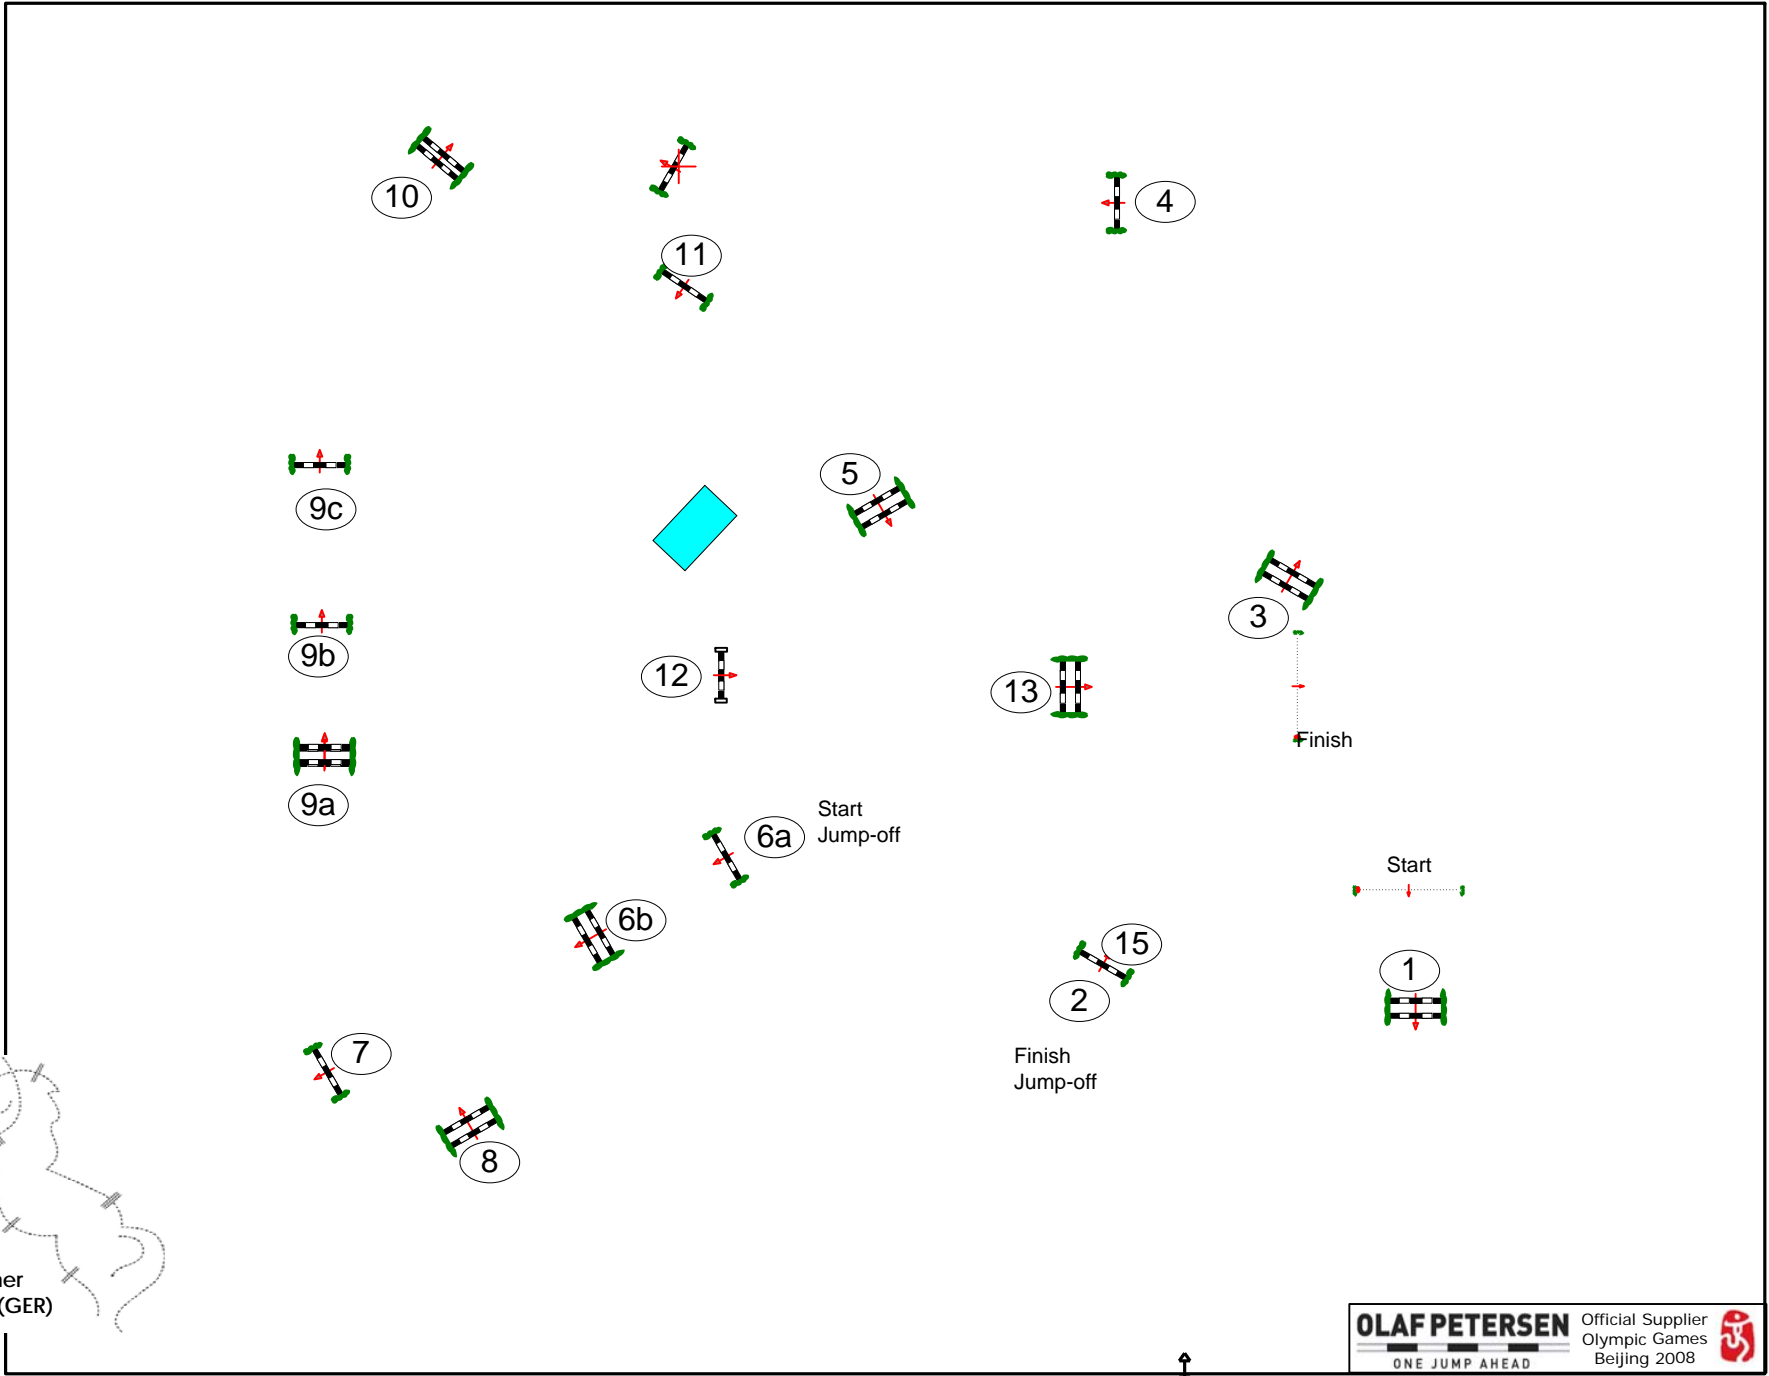 10
4
11
5
9c
3
9b
12
13
Finish
9a
Start
Jump-off
6a
Start
6b
15
1
2
7
Finish
Jump-off
8
er
(GER)
OLAF PETERSEN
ONE JUMP AHEAD
Official Supplier
Olympic Games
Beijing 2008